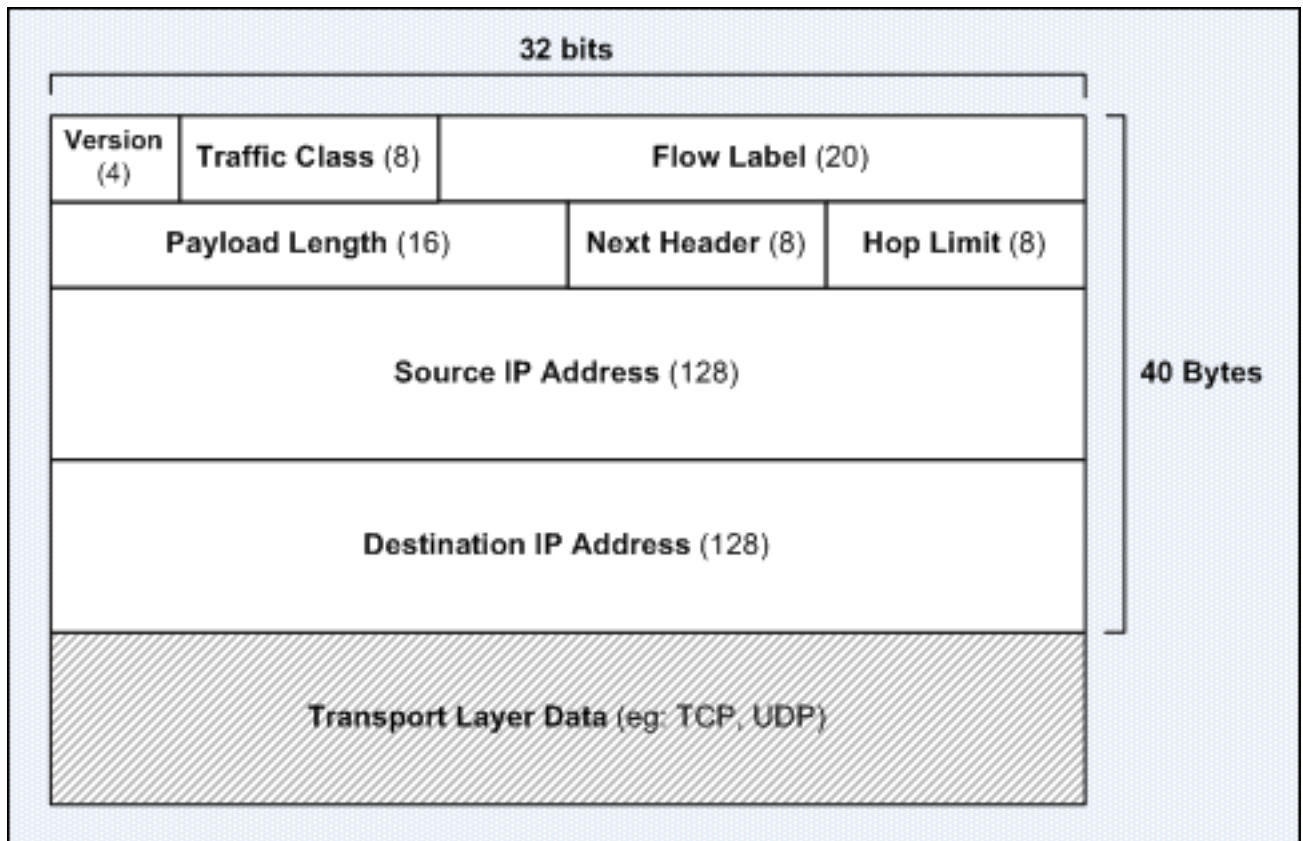 32 bits
Version
(4)
Traffic Class (8)
Flow Label (20)
Payload Length (16)
Next Header (8)
Hop Limit (8)
Source IP Address (128)
40 Bytes
Destination IP Address (128)
Transport Layer Data (eg: TCP, UDP)